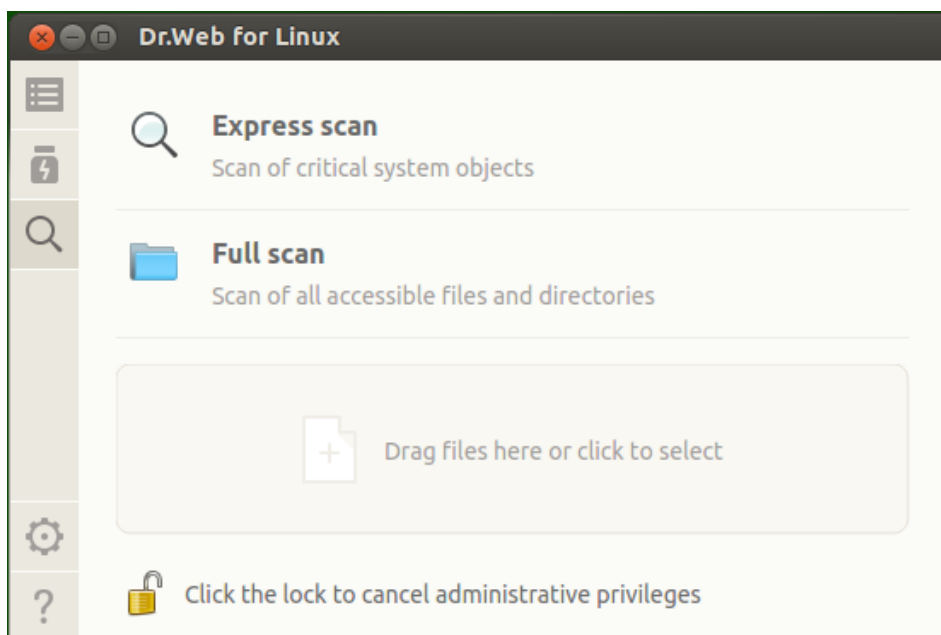 Dr.Web for Linux
Express scan
Scan of critical system objects
Full scan
Scan of all accessible files and directories
Drag files here or click to select
Click the lock to cancel administrative privileges
?